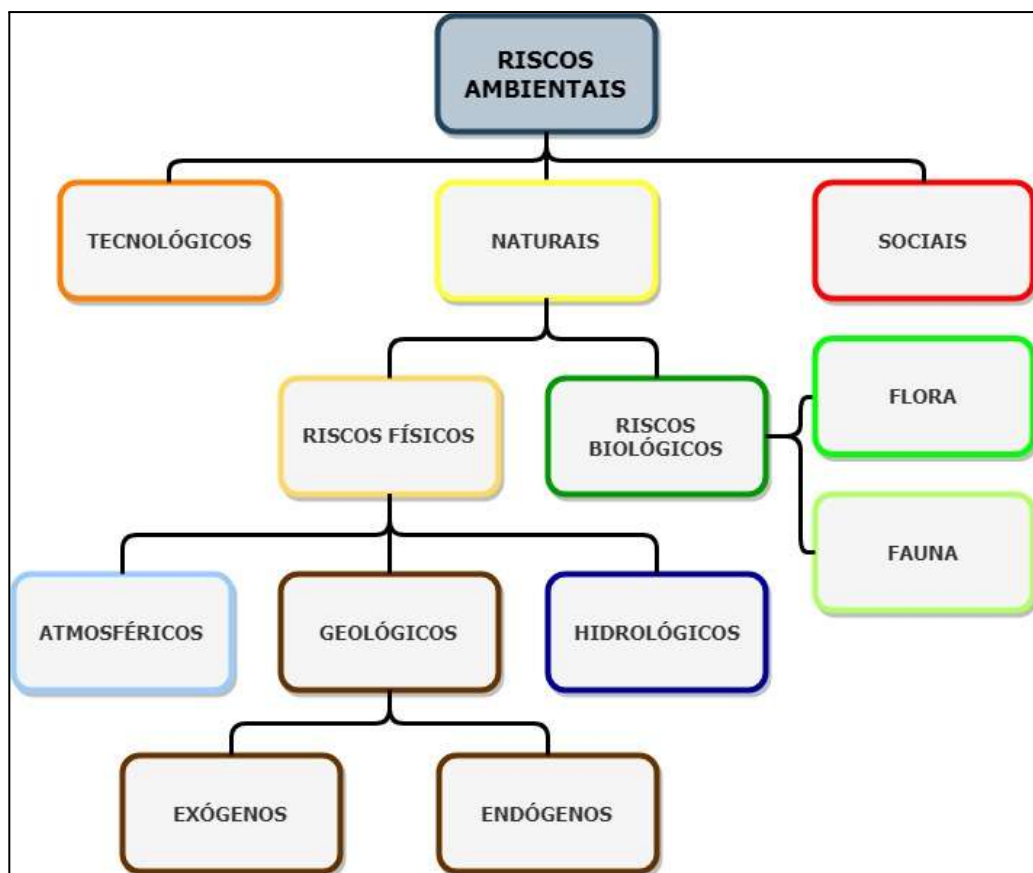 RISCOS
AMBIENTAIS
TECNOLÓGICOS
NATURAIS
SOCIAIS
RISCOS FÍSICOS
RISCOS
BIOLÓGICOS
FLORA
FAUNA
ATMOSFÉRICOS
GEOLÓGICOS
HIDROLÓGICOS
EXÓGENOS
ENDÓGENOS